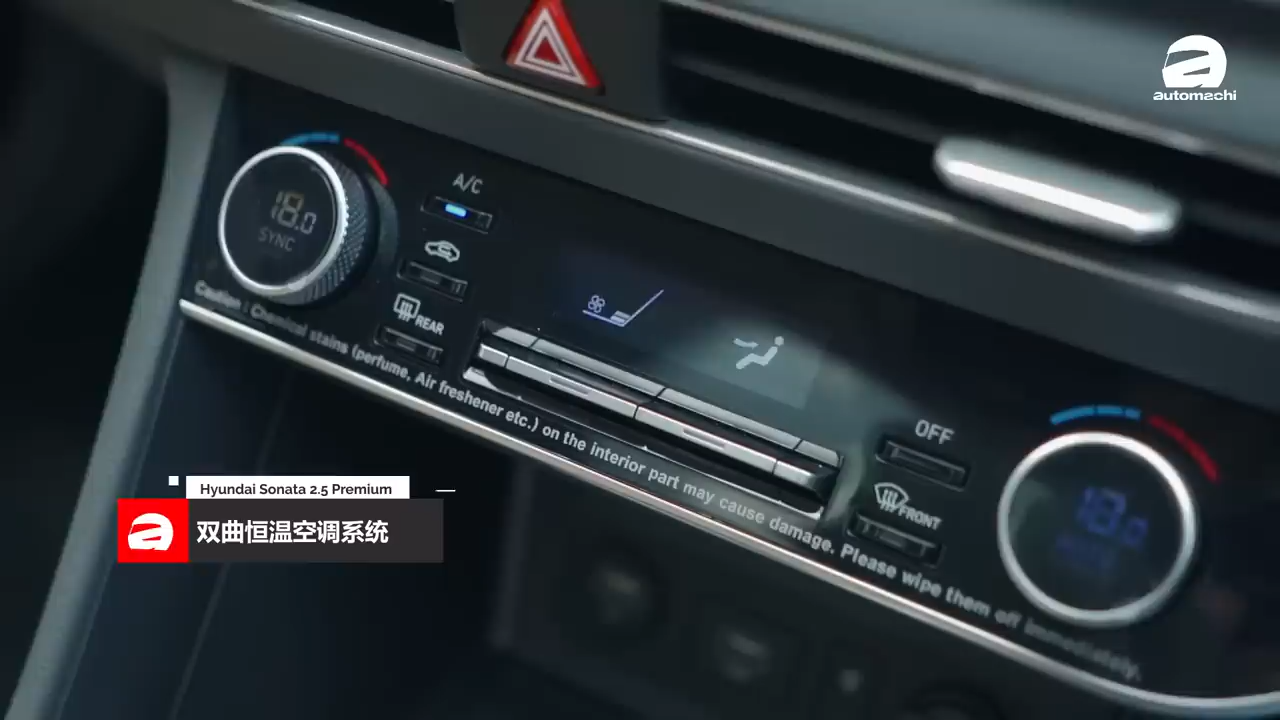 automachi
A/C
18.0
SYNC
REAR
OFF
FRONT
18.0
Caution : Chemical stains (perfume, Air freshener etc.) on the interior part may cause damage. Please wipe them off immediately.
Hyundai Sonata 2.5 Premium
双曲恒温空调系统